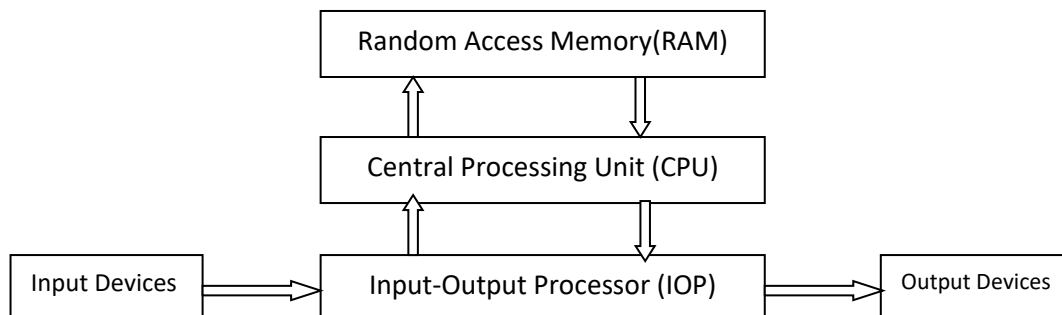 Random Access Memory(RAM)
Central Processing Unit (CPU)
Input Devices
Input-Output Processor (IOP)
Output Devices